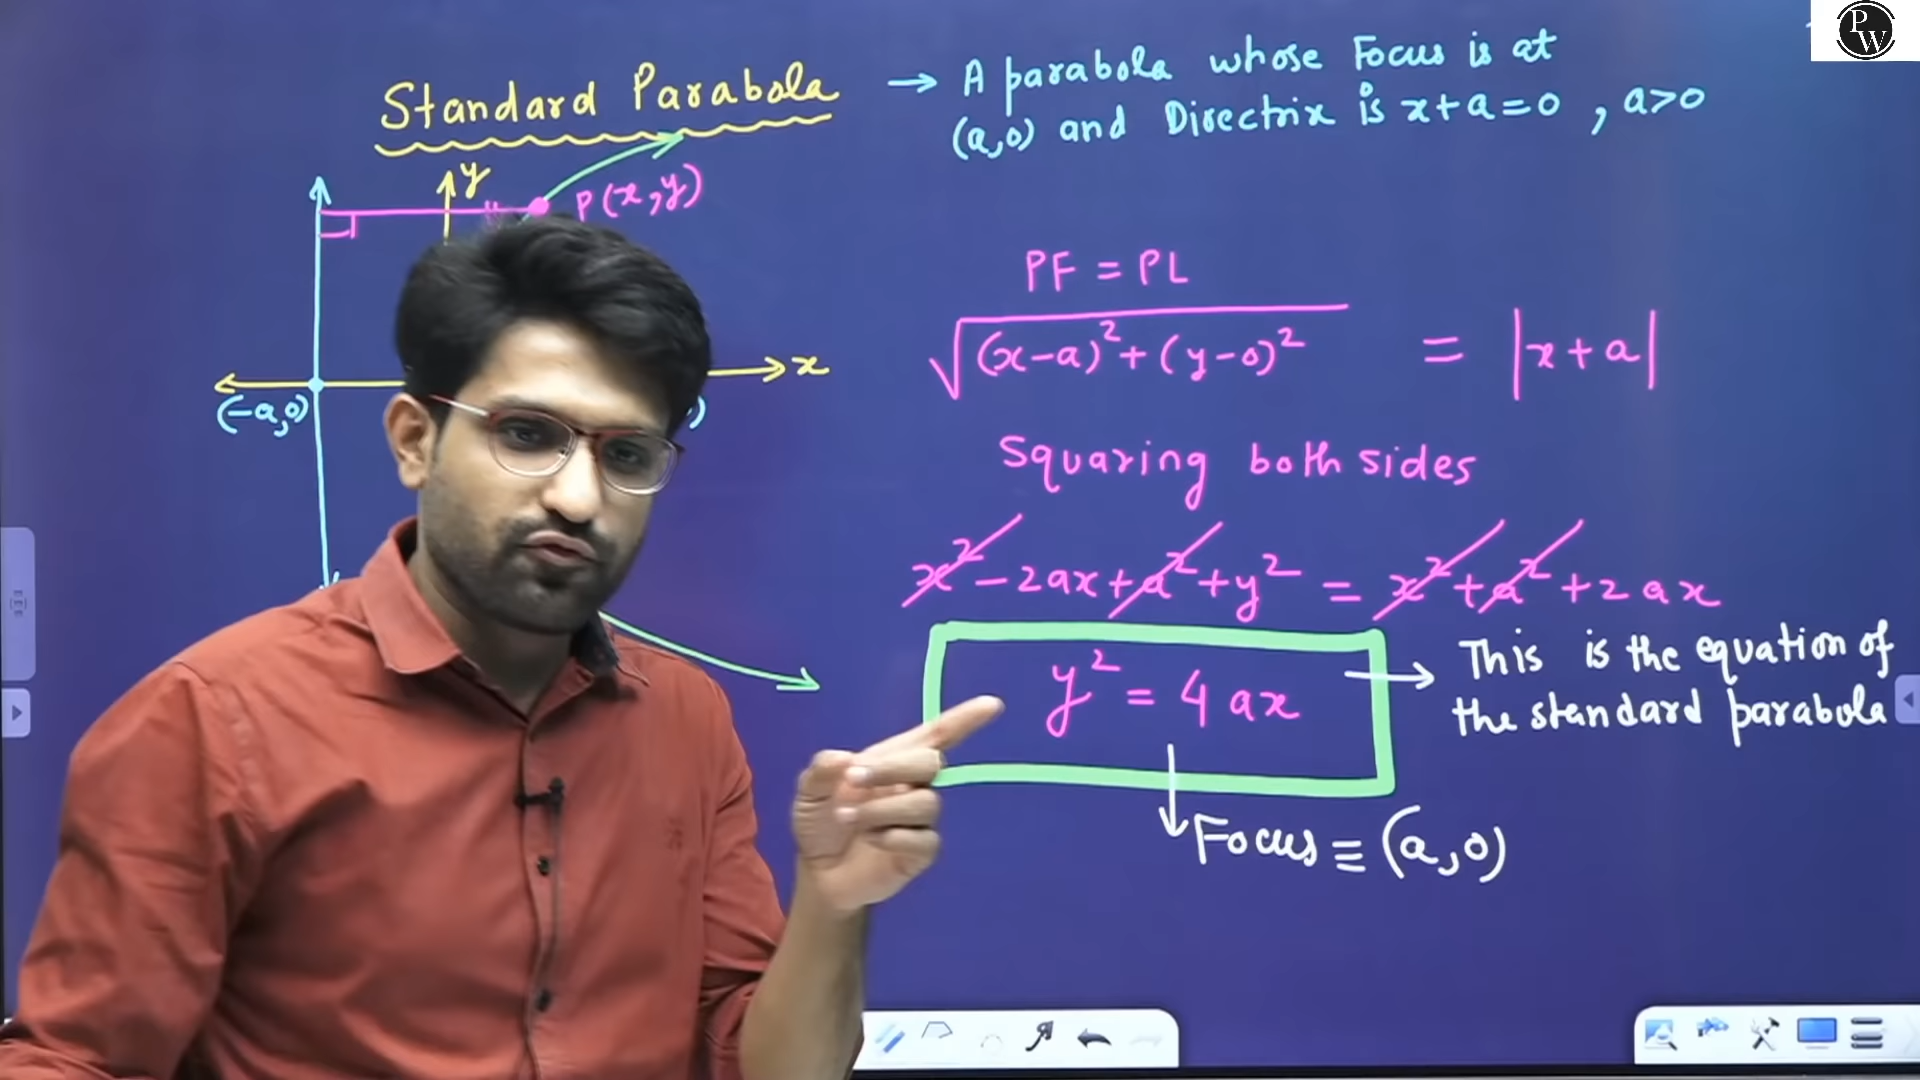 PW
Standard Parabola
→ A parabola whose Focus is at
(a,0) and Directrix is x+a=0 , a>0
y
P(x,y)
x
(-a,0)
)
PF = PL
√(x-a)²+(y-0)² = |x+a|
Squaring both sides
x²-2ax+a²+y² = x²+a²+2ax
y² = 4ax
→ This is the equation of
the standard parabola
↓ Focus ≡ (a,0)